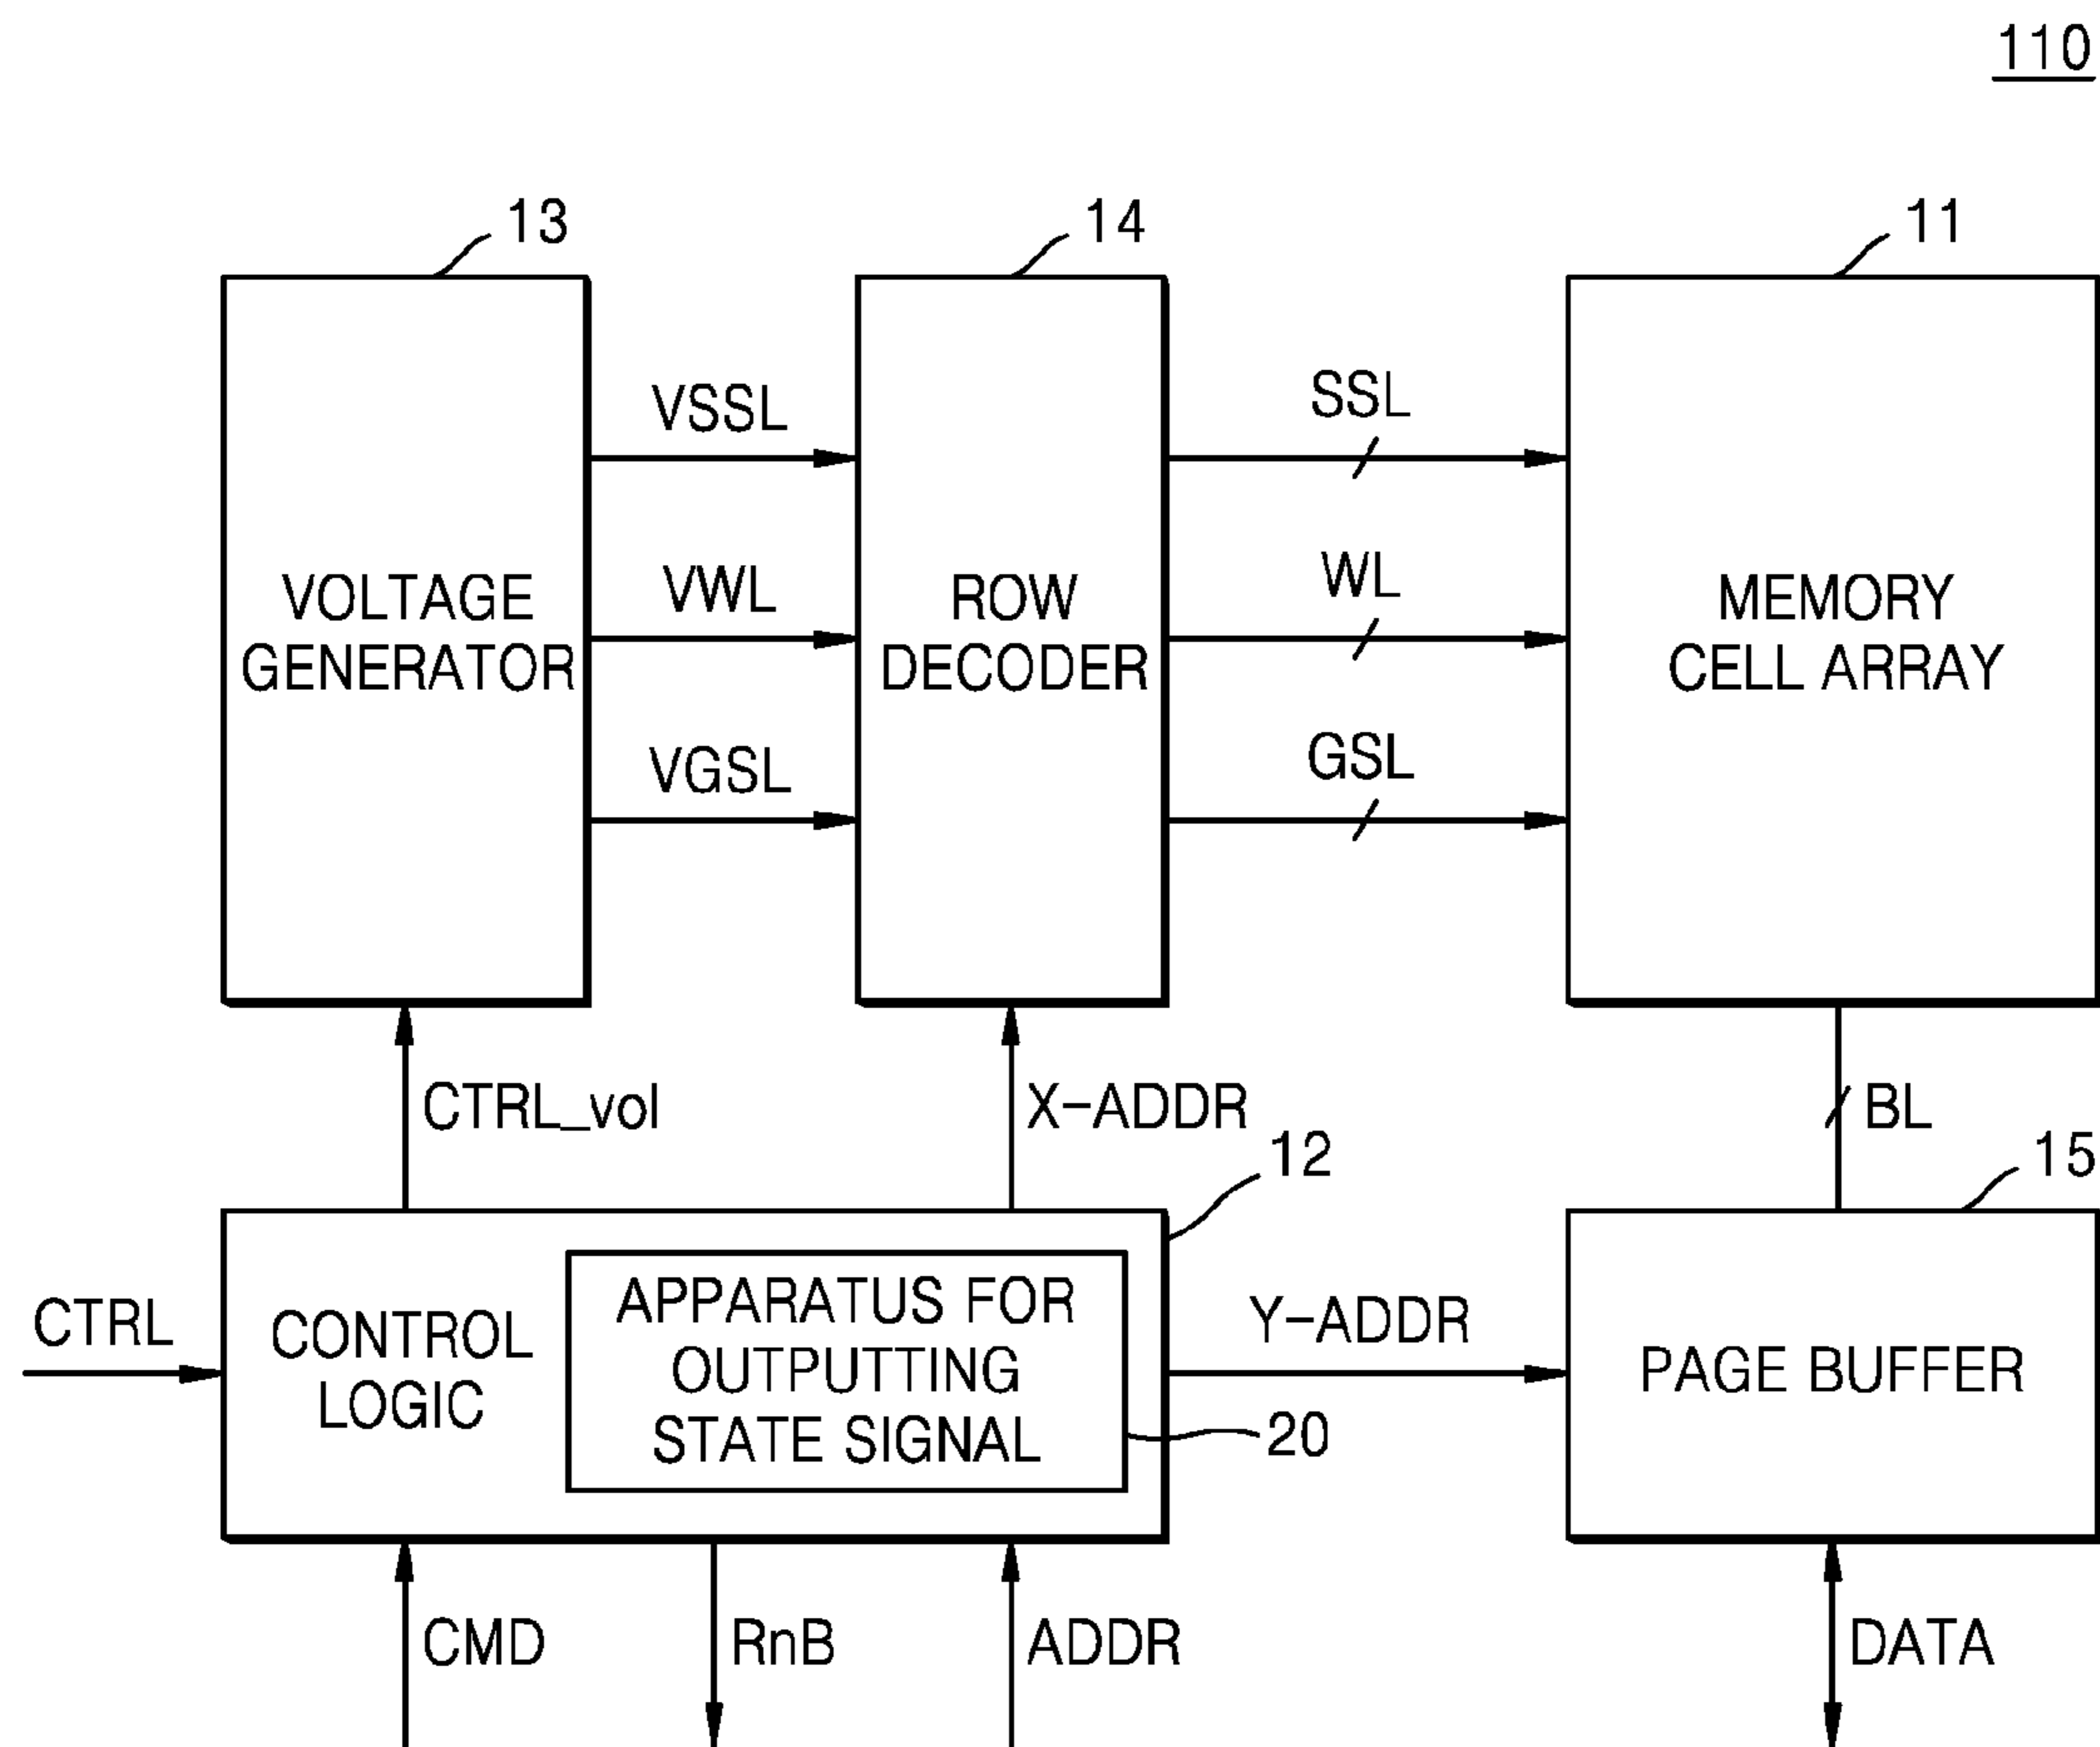 110
13
14
11
VSSL
SSL
VWL
WL
VOLTAGE
GENERATOR
ROW
DECODER
MEMORY
CELL ARRAY
VGSL
GSL
CTRL_vol
X-ADDR
BL
12
15
CTRL
CONTROL
LOGIC
APPARATUS FOR
OUTPUTTING
STATE SIGNAL
Y-ADDR
PAGE BUFFER
20
CMD
RnB
ADDR
DATA